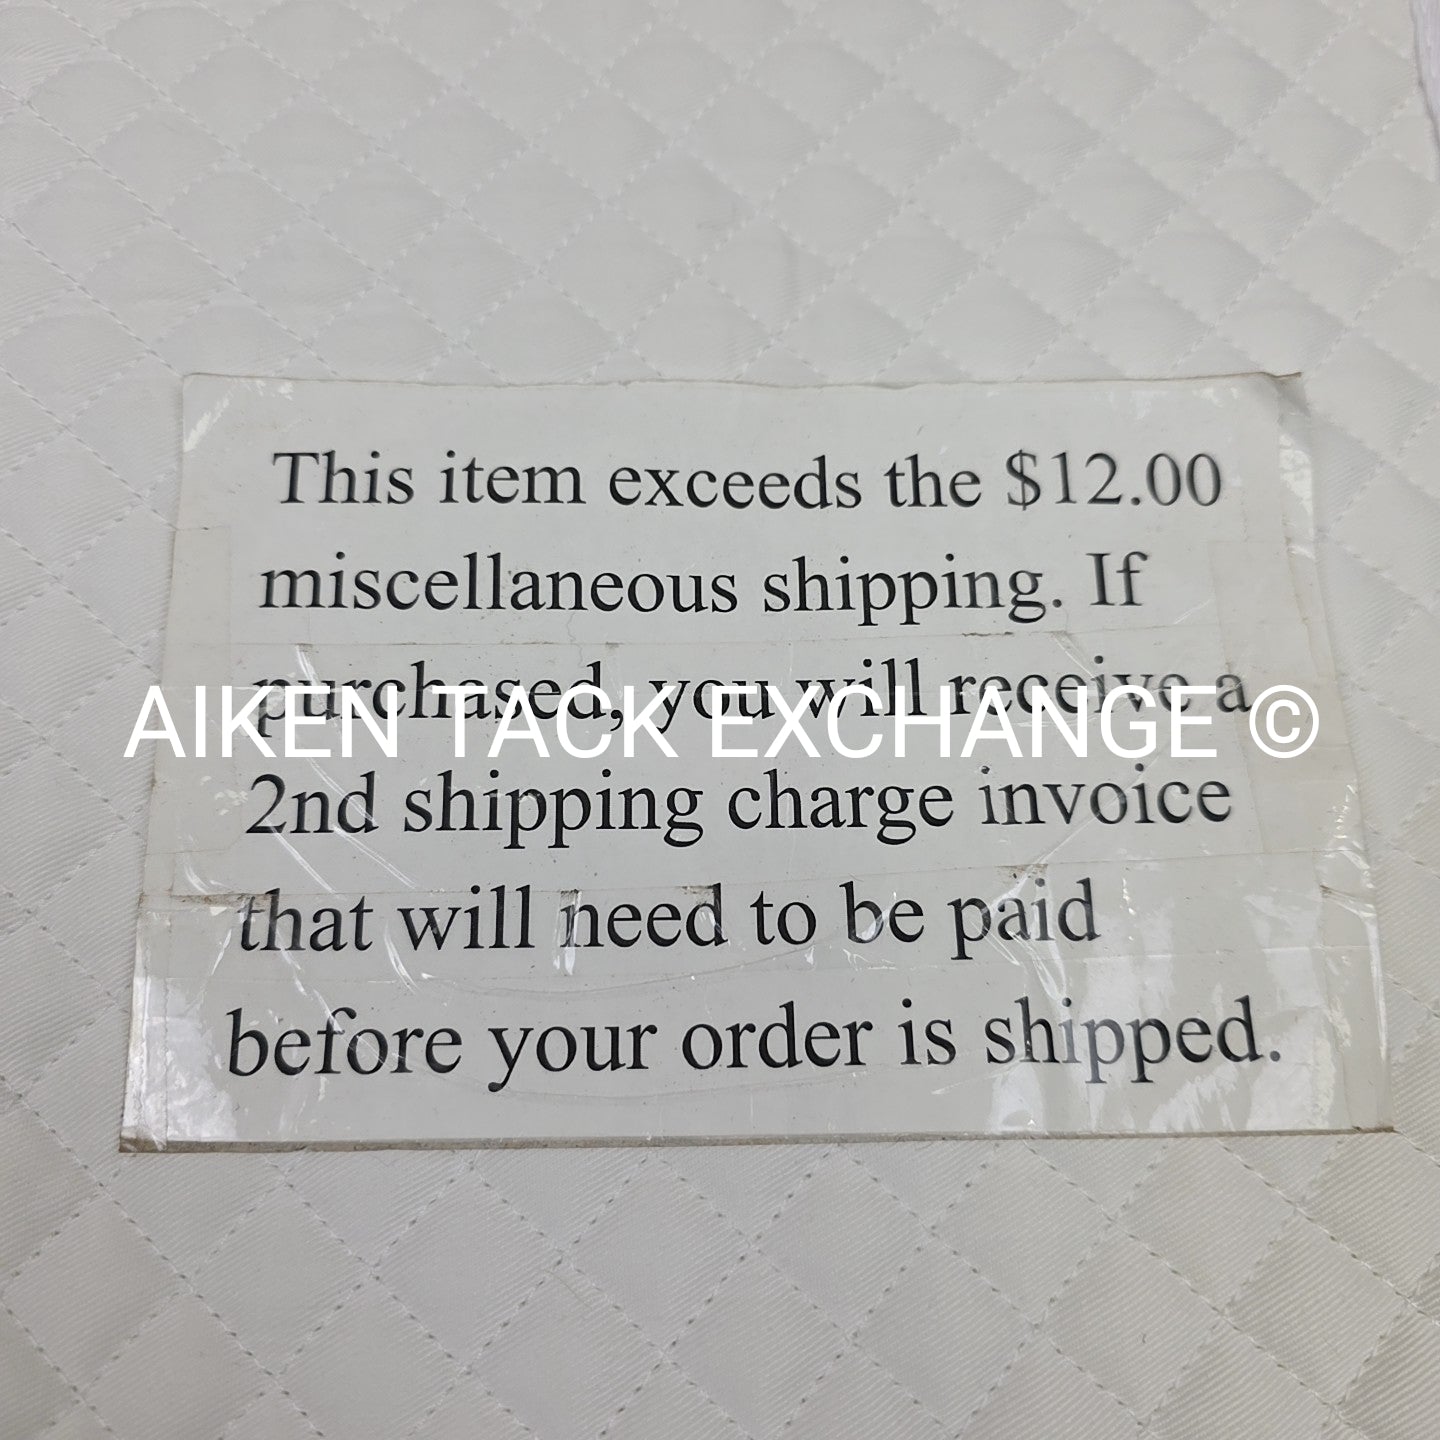 This item exceeds the $12.00
miscellaneous shipping. If
purchased, you will receive a
AIKEN TACK EXCHANGE ©
2nd shipping charge invoice
that will need to be paid
before your order is shipped.